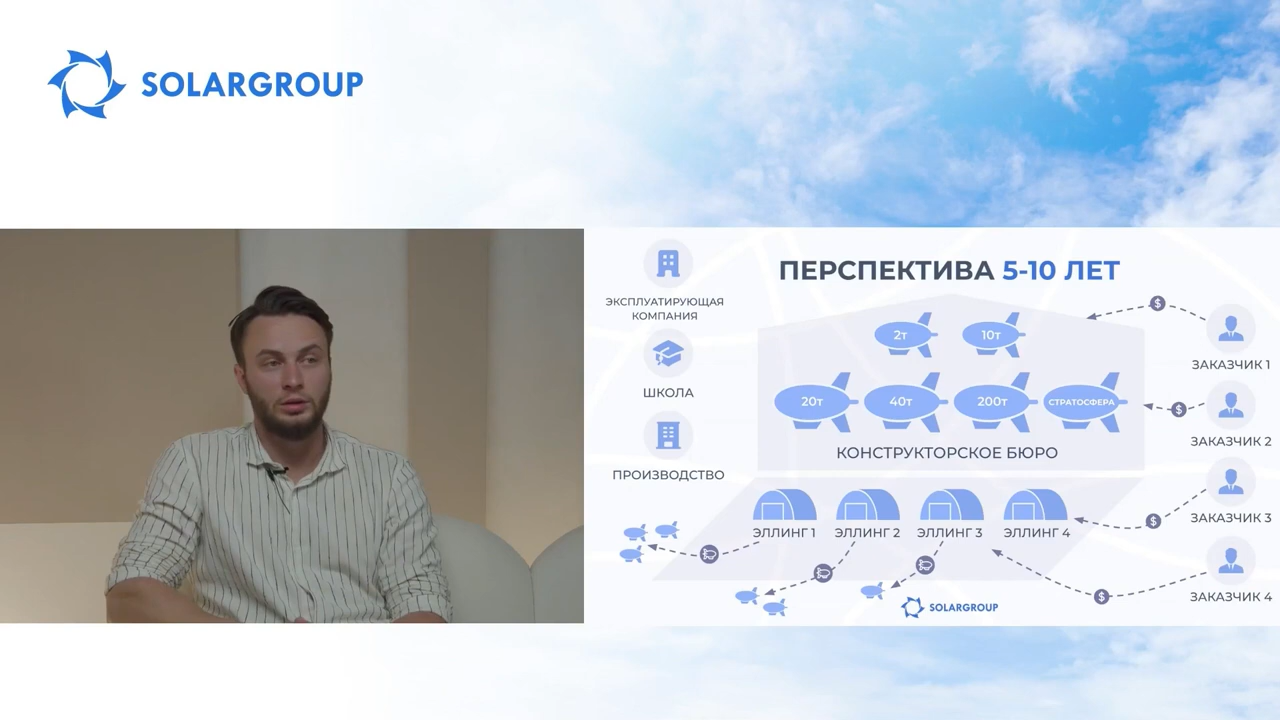 SOLARGROUP
ПЕРСПЕКТИВА 5-10 ЛЕТ
ЭКСПЛУАТИРУЮЩАЯ
КОМПАНИЯ
ШКОЛА
ПРОИЗВОДСТВО
2т
10т
20т
40т
200т
СТРАТОСФЕРА
КОНСТРУКТОРСКОЕ БЮРО
ЭЛЛИНГ 1
ЭЛЛИНГ 2
ЭЛЛИНГ 3
ЭЛЛИНГ 4
$
ЗАКАЗЧИК 1
$
ЗАКАЗЧИК 2
$
ЗАКАЗЧИК 3
$
ЗАКАЗЧИК 4
SOLARGROUP